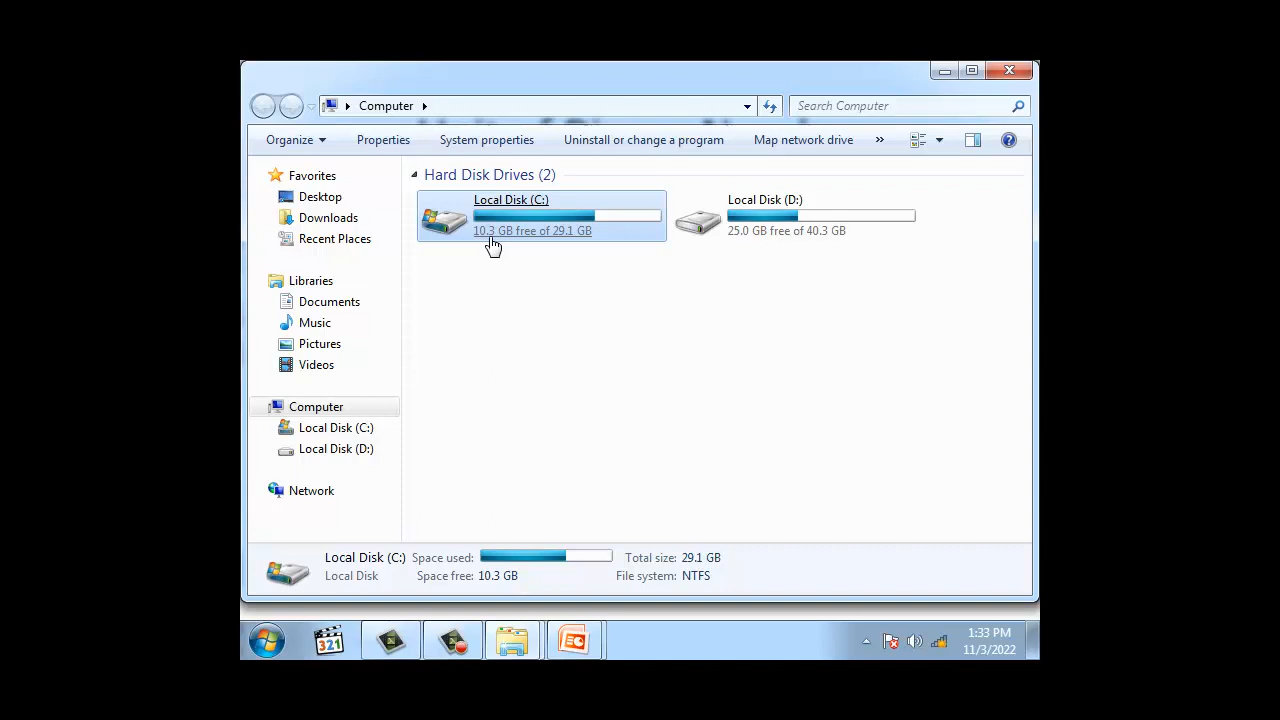 Computer
Search Computer
Organize
Properties
System properties
Uninstall or change a program
Map network drive
»
Favorites
Desktop
Downloads
Recent Places
Libraries
Documents
Music
Pictures
Videos
Computer
Local Disk (C:)
Local Disk (D:)
Network
Hard Disk Drives (2)
Local Disk (C:)
10.3 GB free of 29.1 GB
Local Disk (D:)
25.0 GB free of 40.3 GB
Local Disk (C:) Space used: Total size: 29.1 GB
Local Disk Space free: 10.3 GB File system: NTFS
321
1:33 PM
11/3/2022